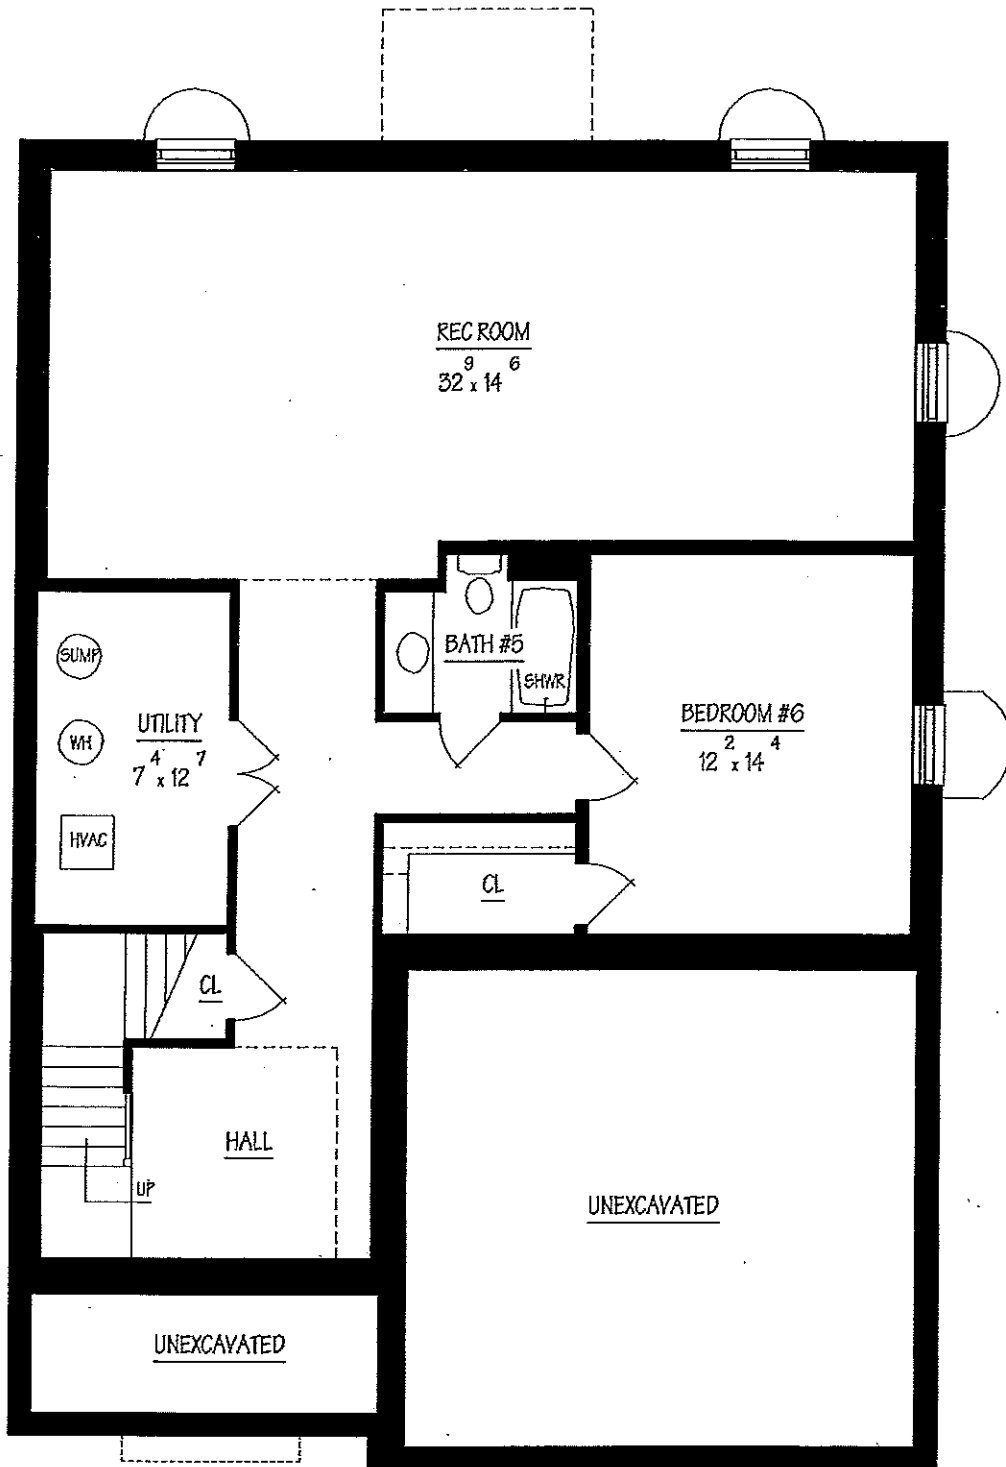 REC ROOM
32⁹ x 14⁶
BATH #5
SHWR
SUMP
WH
HVAC
UTILITY
7⁴ x 12⁷
BEDROOM #6
12² x 14⁴
CL
CL
HALL
UP
UNEXCAVATED
UNEXCAVATED